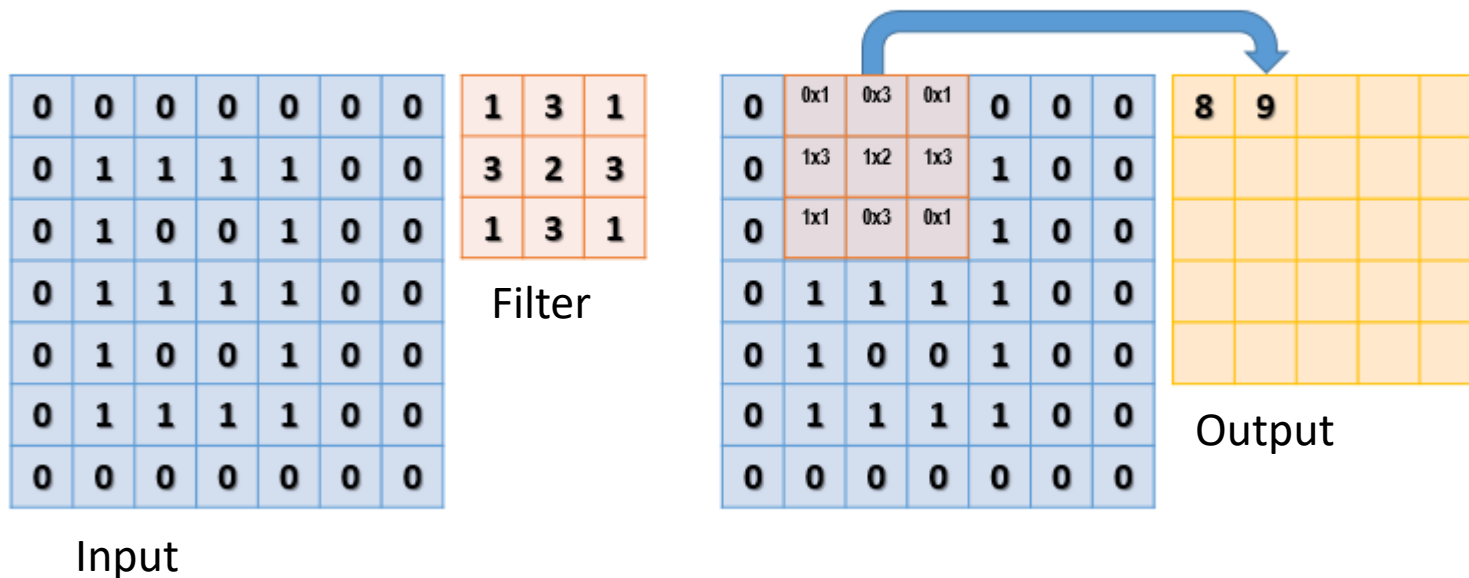 0 0 0 0 0 0 0
0 1 1 1 1 0 0
0 1 0 0 1 0 0
0 1 1 1 1 0 0
0 1 0 0 1 0 0
0 1 1 1 1 0 0
0 0 0 0 0 0 0
Input
1 3 1
3 2 3
1 3 1
Filter
0 0x1 0x3 0x1 0 0 0
0 1x3 1x2 1x3 1 0 0
0 1x1 0x3 0x1 1 0 0
0 1 1 1 1 0 0
0 1 0 0 1 0 0
0 1 1 1 1 0 0
0 0 0 0 0 0 0
8 9
Output